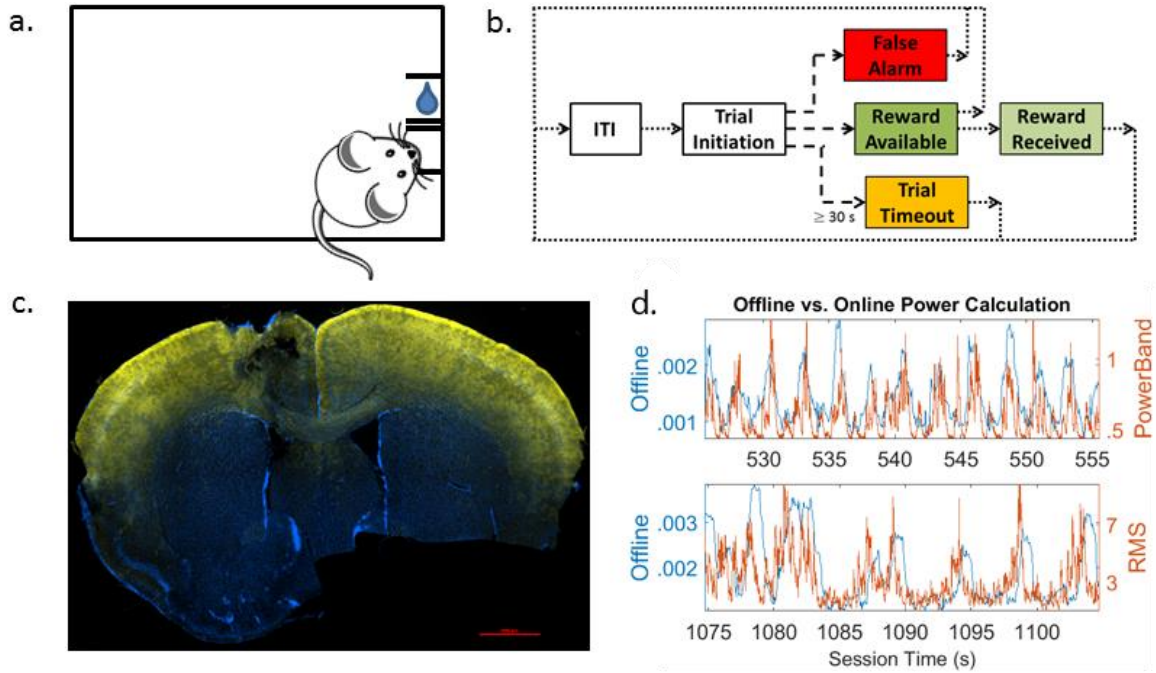 a.
b.
False
Alarm
ITI
Trial
Initiation
Reward
Available
Reward
Received
Trial
Timeout
≥ 30 s
c.
d.
Offline vs. Online Power Calculation
Offline
.002
.001
PowerBand
1
.5
530 535 540 545 550 555
Offline
.003
.002
RMS
7
3
1075 1080 1085 1090 1095 1100
Session Time (s)